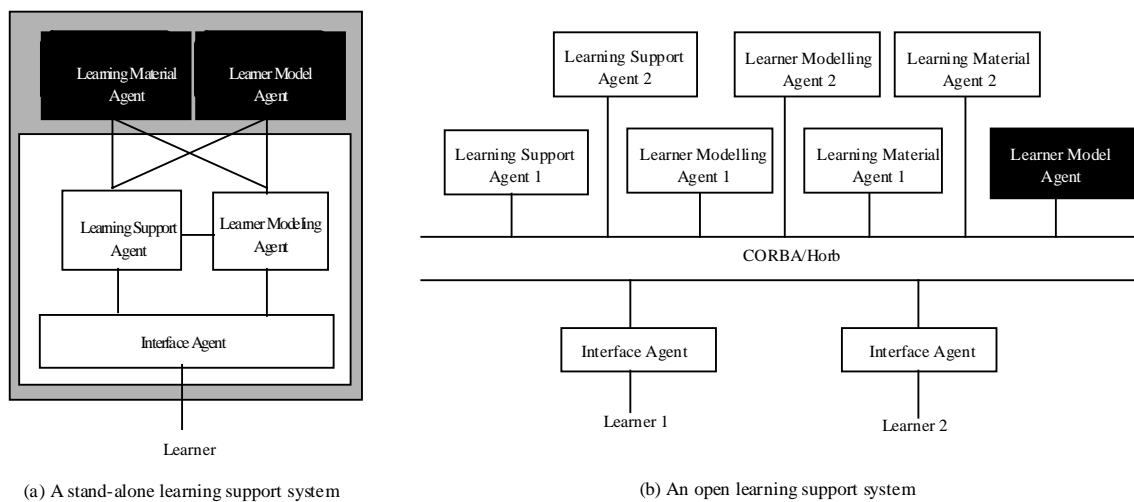 Learning Material
Agent
Learner Model
Agent
Learning Support
Agent
Learner Modeling
Agent
Interface Agent
Learner
(a) A stand-alone learning support system
Learning Support
Agent 2
Learner Modelling
Agent 2
Learning Material
Agent 2
Learning Support
Agent 1
Learner Modelling
Agent 1
Learning Material
Agent 1
Learner Model
Agent
CORBA/Horb
Interface Agent
Interface Agent
Learner 1
Learner 2
(b) An open learning support system